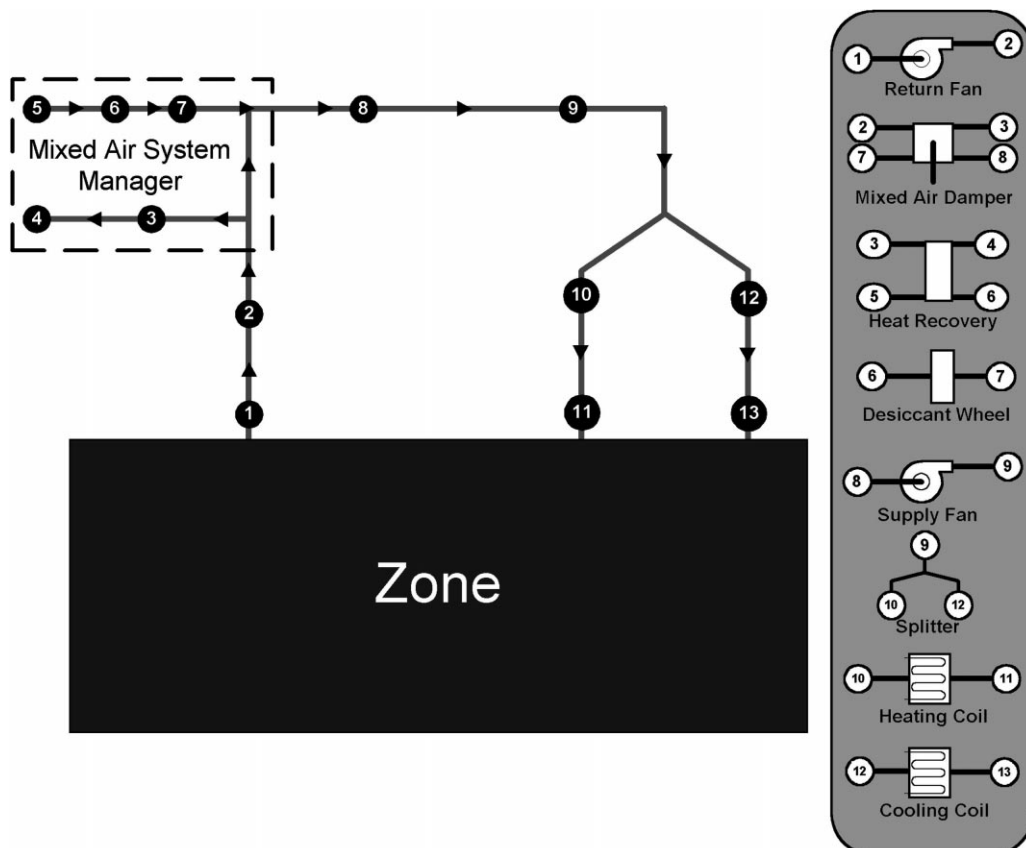 5 6 7 8 9
Mixed Air System
Manager
4 3
2
10 12
1 11 13
Zone
1 2
Return Fan
2 3
7 8
Mixed Air Damper
3 4
5 6
Heat Recovery
6 7
Desiccant Wheel
8 9
Supply Fan
9
10 12
Splitter
10 11
Heating Coil
12 13
Cooling Coil